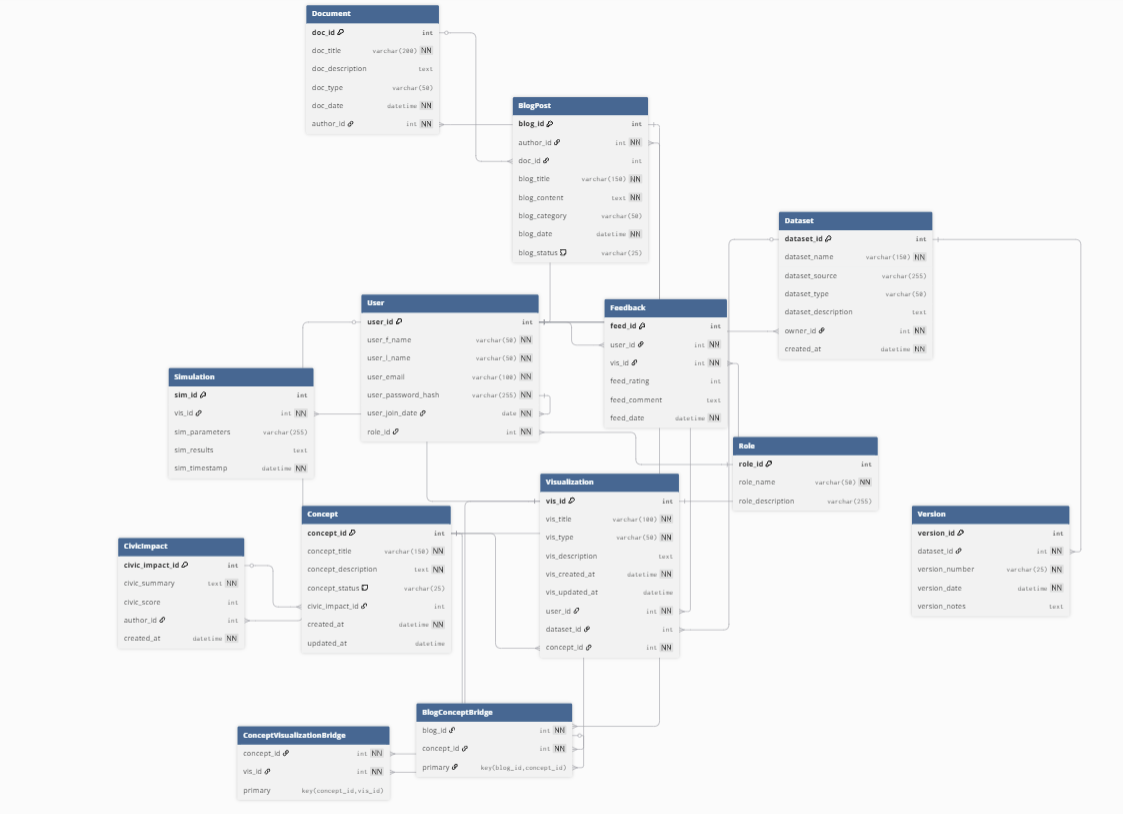 Document
doc_id int
doc_title varchar(200) NN
doc_description text
doc_type varchar(50)
doc_date datetime NN
author_id int NN
BlogPost
blog_id int
author_id int NN
doc_id int
blog_title varchar(150) NN
blog_content text NN
blog_category varchar(50)
blog_date datetime NN
blog_status varchar(25)
Dataset
dataset_id int
dataset_name varchar(150) NN
dataset_source varchar(255)
dataset_type varchar(50)
dataset_description text
owner_id int NN
created_at datetime NN
User
user_id int
user_f_name varchar(50) NN
user_l_name varchar(50) NN
user_email varchar(100) NN
user_password_hash varchar(255) NN
user_join_date date NN
role_id int NN
Feedback
feed_id int
user_id int NN
vis_id int NN
feed_rating int
feed_comment text
feed_date datetime NN
Simulation
sim_id int
vis_id int NN
sim_parameters varchar(255)
sim_results text
sim_timestamp datetime NN
Role
role_id int
role_name varchar(50) NN
role_description varchar(255)
Visualization
vis_id int
vis_title varchar(100) NN
vis_type varchar(50) NN
vis_description text
vis_created_at datetime NN
vis_updated_at datetime
user_id int NN
dataset_id int
concept_id int NN
Concept
concept_id int
concept_title varchar(150) NN
concept_description text NN
concept_status varchar(25)
civic_impact_id int
created_at datetime NN
updated_at datetime
Version
version_id int
dataset_id int NN
version_number varchar(25) NN
version_date datetime NN
version_notes text
CivicImpact
civic_impact_id int
civic_summary text NN
civic_score int
author_id int NN
created_at datetime NN
BlogConceptBridge
blog_id int NN
concept_id int NN
primary key(blog_id,concept_id)
ConceptVisualizationBridge
concept_id int NN
vis_id int NN
primary key(concept_id,vis_id)